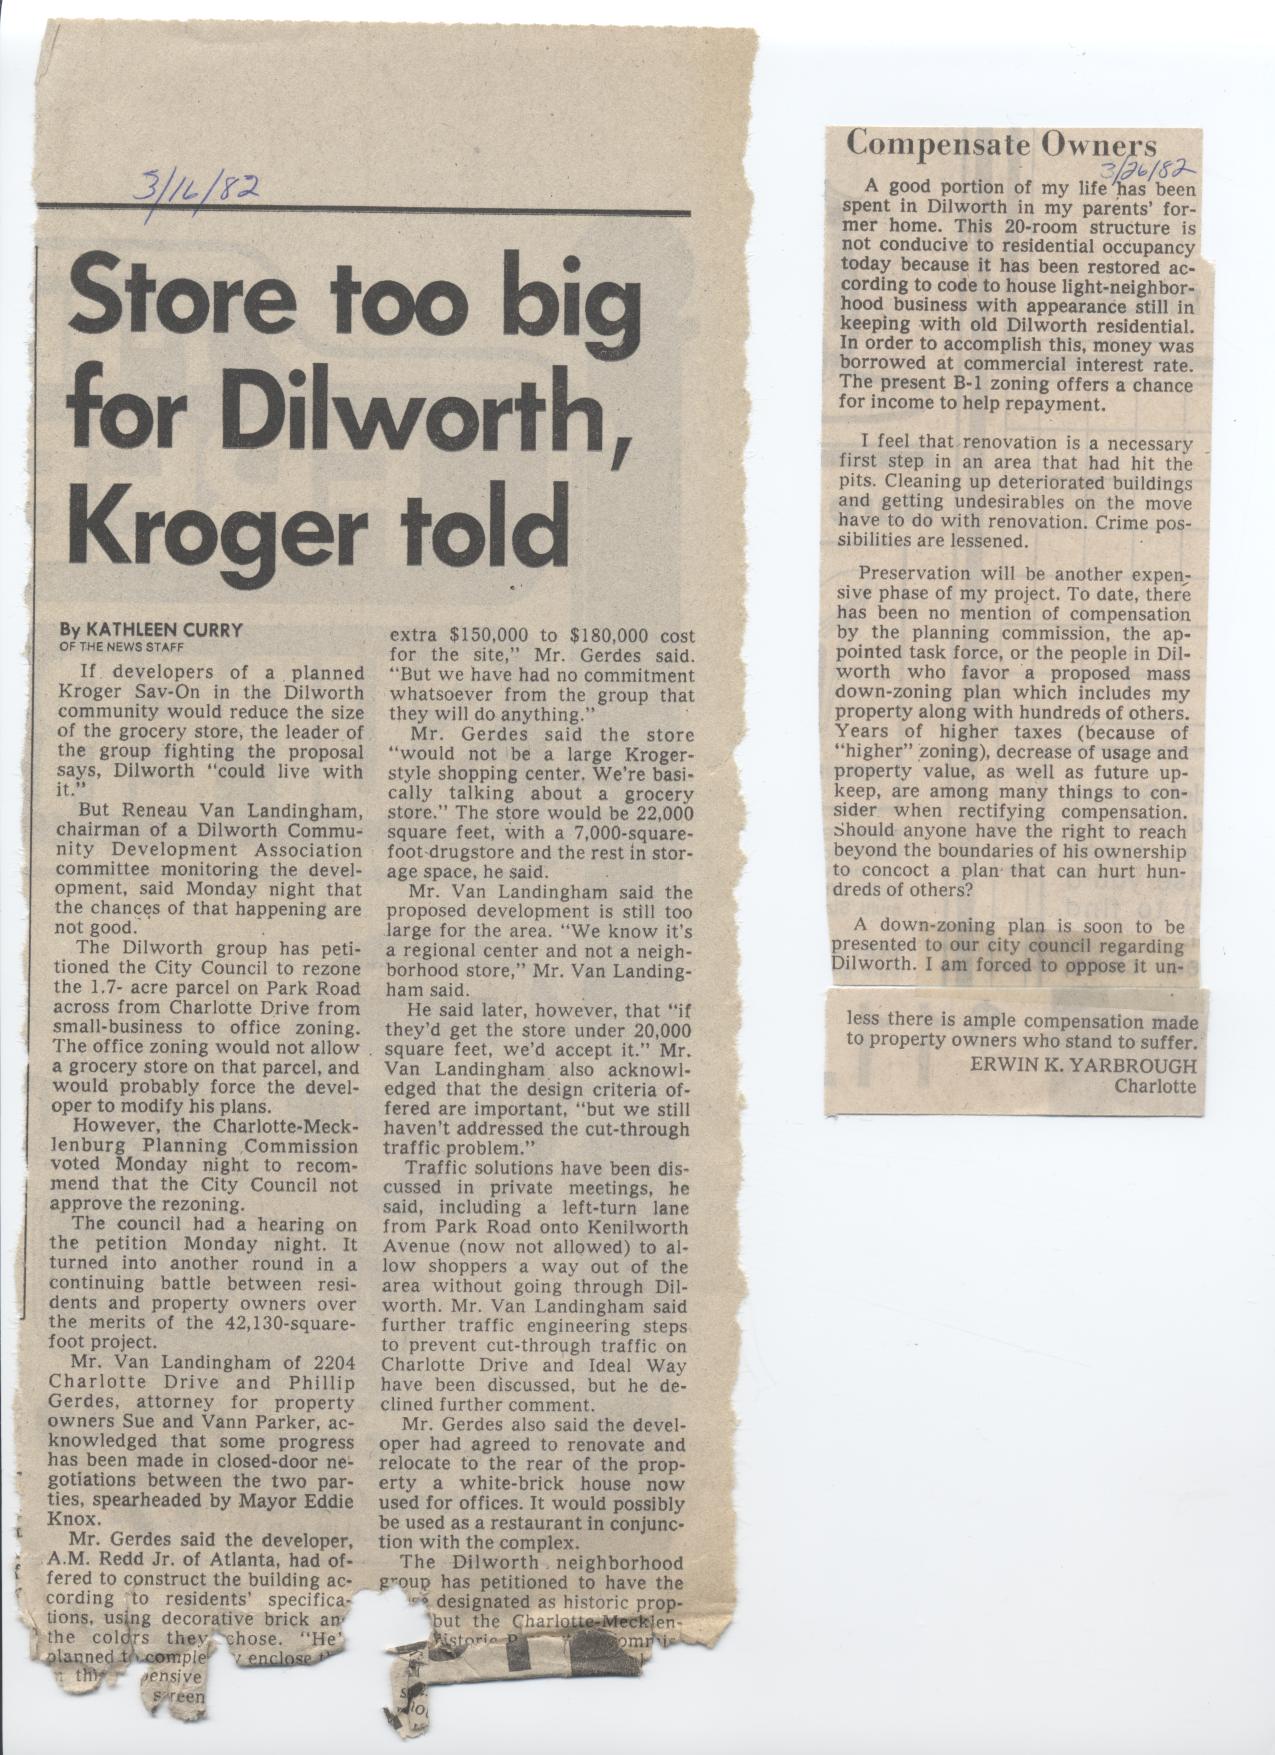 3/16/82
Store too big
for Dilworth,
Kroger told
By KATHLEEN CURRY
OF THE NEWS STAFF
If developers of a planned
Kroger Sav-On in the Dilworth
community would reduce the size
of the grocery store, the leader of
the group fighting the proposal
says, Dilworth “could live with
it.”
But Reneau Van Landingham,
chairman of a Dilworth Commu-
nity Development Association
committee monitoring the devel-
opment, said Monday night that
the chances of that happening are
not good.
The Dilworth group has peti-
tioned the City Council to rezone
the 1.7- acre parcel on Park Road
across from Charlotte Drive from
small-business to office zoning.
The office zoning would not allow
a grocery store on that parcel, and
would probably force the devel-
oper to modify his plans.
However, the Charlotte-Meck-
lenburg Planning Commission
voted Monday night to recom-
mend that the City Council not
approve the rezoning.
The council had a hearing on
the petition Monday night. It
turned into another round in a
continuing battle between resi-
dents and property owners over
the merits of the 42,130-square-
foot project.
Mr. Van Landingham of 2204
Charlotte Drive and Phillip
Gerdes, attorney for property
owners Sue and Vann Parker, ac-
knowledged that some progress
has been made in closed-door ne-
gotiations between the two par-
ties, spearheaded by Mayor Eddie
Knox.
Mr. Gerdes said the developer,
A.M. Redd Jr. of Atlanta, had of-
fered to construct the building ac-
cording to residents’ specifica-
tions, using decorative brick an
the colors they chose. “He’
planned to comple y enclose
th ensive
screen
extra $150,000 to $180,000 cost
for the site,” Mr. Gerdes said.
“But we have had no commitment
whatsoever from the group that
they will do anything.”
Mr. Gerdes said the store
“would not be a large Kroger-
style shopping center. We’re basi-
cally talking about a grocery
store.” The store would be 22,000
square feet, with a 7,000-square-
foot drugstore and the rest in stor-
age space, he said.
Mr. Van Landingham said the
proposed development is still too
large for the area. “We know it’s
a regional center and not a neigh-
borhood store,” Mr. Van Landing-
ham said.
He said later, however, that “if
they’d get the store under 20,000
square feet, we’d accept it.” Mr.
Van Landingham also acknowl-
edged that the design criteria of-
fered are important, “but we still
haven’t addressed the cut-through
traffic problem.”
Traffic solutions have been dis-
cussed in private meetings, he
said, including a left-turn lane
from Park Road onto Kenilworth
Avenue (now not allowed) to al-
low shoppers a way out of the
area without going through Dil-
worth. Mr. Van Landingham said
further traffic engineering steps
to prevent cut-through traffic on
Charlotte Drive and Ideal Way
have been discussed, but he de-
clined further comment.
Mr. Gerdes also said the devel-
oper had agreed to renovate and
relocate to the rear of the prop-
erty a white-brick house now
used for offices. It would possibly
be used as a restaurant in conjunc-
tion with the complex.
The Dilworth neighborhood
group has petitioned to have the
designated as historic prop-
but the Charlotte-Mecklen-
Compensate Owners
3/26/82
A good portion of my life has been
spent in Dilworth in my parents’ for-
mer home. This 20-room structure is
not conducive to residential occupancy
today because it has been restored ac-
cording to code to house light-neighbor-
hood business with appearance still in
keeping with old Dilworth residential.
In order to accomplish this, money was
borrowed at commercial interest rate.
The present B-1 zoning offers a chance
for income to help repayment.
I feel that renovation is a necessary
first step in an area that had hit the
pits. Cleaning up deteriorated buildings
and getting undesirables on the move
have to do with renovation. Crime pos-
sibilities are lessened.
Preservation will be another expen-
sive phase of my project. To date, there
has been no mention of compensation
by the planning commission, the ap-
pointed task force, or the people in Dil-
worth who favor a proposed mass
down-zoning plan which includes my
property along with hundreds of others.
Years of higher taxes (because of
“higher” zoning), decrease of usage and
property value, as well as future up-
keep, are among many things to con-
sider when rectifying compensation.
Should anyone have the right to reach
beyond the boundaries of his ownership
to concoct a plan that can hurt hun-
dreds of others?
A down-zoning plan is soon to be
presented to our city council regarding
Dilworth. I am forced to oppose it un-
less there is ample compensation made
to property owners who stand to suffer.
ERWIN K. YARBROUGH
Charlotte